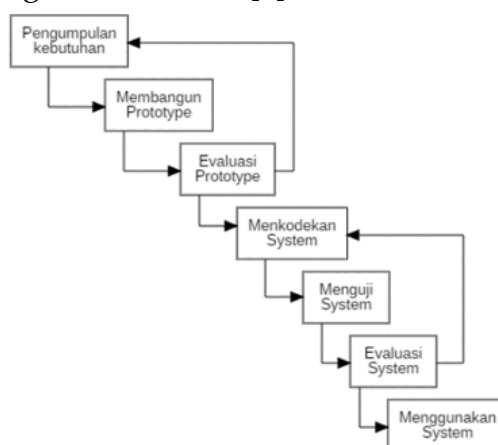 Pengumpulan
kebutuhan
Membangun
Prototype
Evaluasi
Prototype
Menkodekan
System
Menguji
System
Evaluasi
System
Menggunakan
System